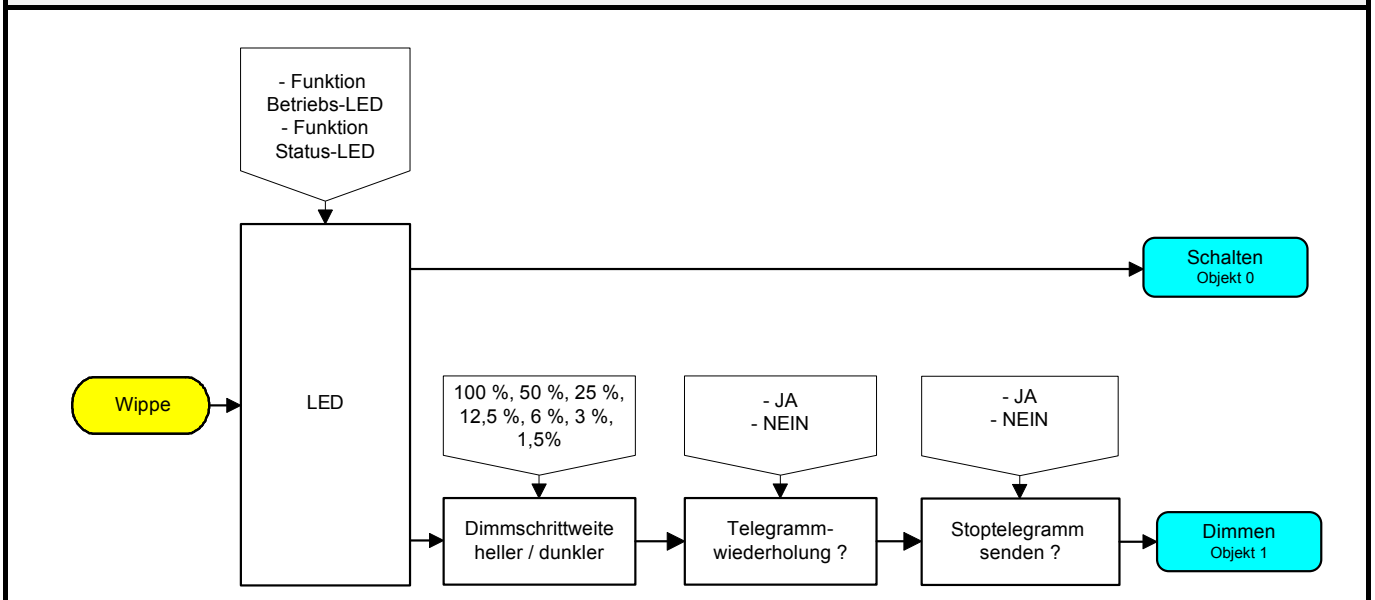 - Funktion
Betriebs-LED
- Funktion
Status-LED
Schalten
Objekt 0
Wippe
LED
100 %, 50 %, 25 %,
12,5 %, 6 %, 3 %,
1,5%
- JA
- NEIN
- JA
- NEIN
Dimmschrittweite
heller / dunkler
Telegramm-
wiederholung ?
Stoptelegramm
senden ?
Dimmen
Objekt 1